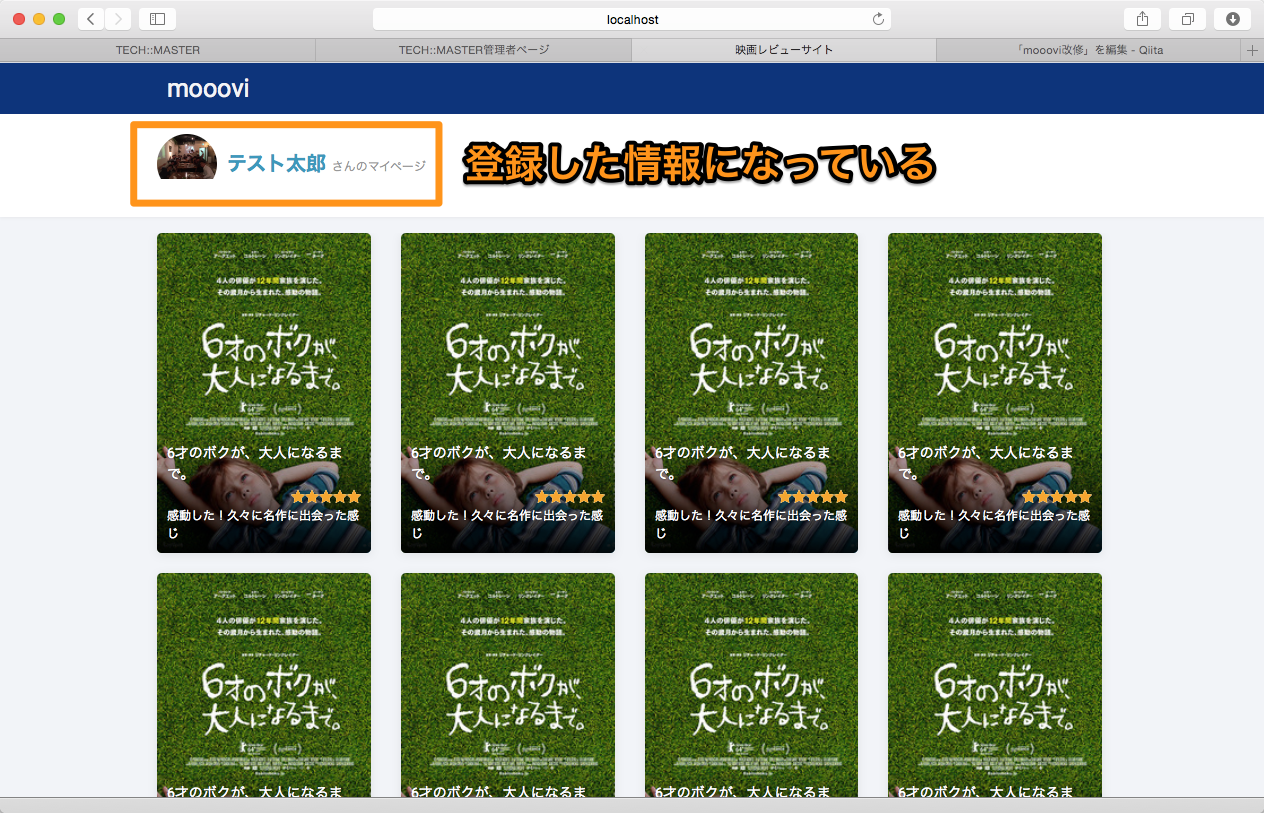 localhost
TECH::MASTER
TECH::MASTER管理者ページ
映画レビューサイト
「mooovi改修」を編集 - Qiita
mooovi
テスト太郎 さんのマイページ
登録した情報になっている
4人の俳優が12年間家族を演じた。
その歳月から生まれた、感動の物語。
6才のボクが、
大人になるまで。
6才のボクが、大人になるま
で。
感動した！久々に名作に出会った感
じ
4人の俳優が12年間家族を演じた。
その歳月から生まれた、感動の物語。
6才のボクが、
大人になるまで。
6才のボクが、大人になるま
で。
感動した！久々に名作に出会った感
じ
4人の俳優が12年間家族を演じた。
その歳月から生まれた、感動の物語。
6才のボクが、
大人になるまで。
6才のボクが、大人になるま
で。
感動した！久々に名作に出会った感
じ
4人の俳優が12年間家族を演じた。
その歳月から生まれた、感動の物語。
6才のボクが、
大人になるまで。
6才のボクが、大人になるま
で。
感動した！久々に名作に出会った感
じ
4人の俳優が12年間家族を演じた。
その歳月から生まれた、感動の物語。
6才のボクが、
大人になるまで。
6才のボクが、大人になるま
4人の俳優が12年間家族を演じた。
その歳月から生まれた、感動の物語。
6才のボクが、
大人になるまで。
6才のボクが、大人になるま
4人の俳優が12年間家族を演じた。
その歳月から生まれた、感動の物語。
6才のボクが、
大人になるまで。
6才のボクが、大人になるま
4人の俳優が12年間家族を演じた。
その歳月から生まれた、感動の物語。
6才のボクが、
大人になるまで。
6才のボクが、大人になるま